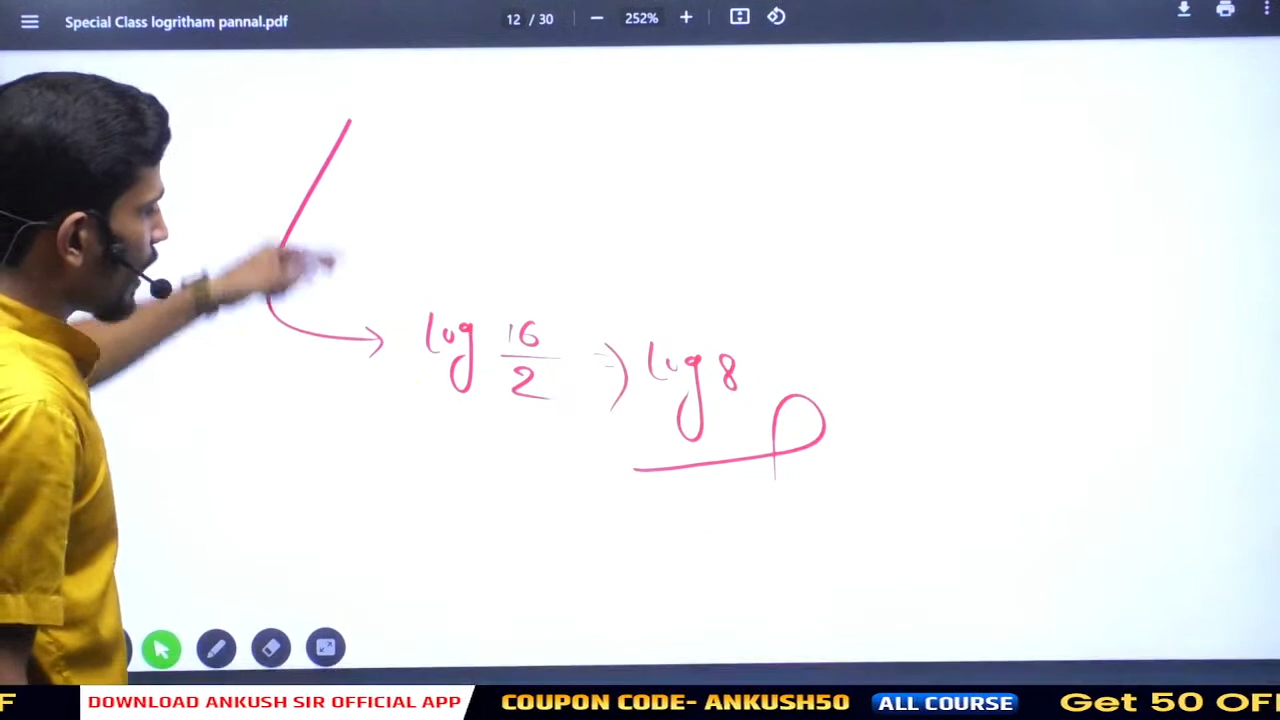 Special Class logritham pannal.pdf 12 / 30 252%
log 16/2 ⇒ log 8
F DOWNLOAD ANKUSH SIR OFFICIAL APP COUPON CODE- ANKUSH50 ALL COURSE Get 50 OF